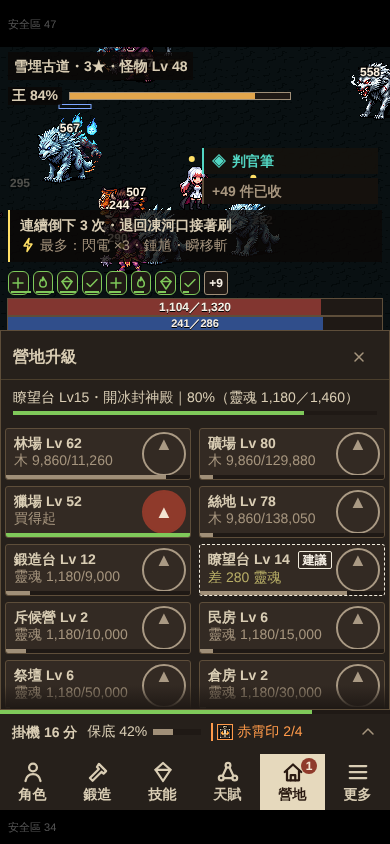 安全區 47
雪埋古道・3★・怪物 Lv 48
王 84%
558
567
判官筆
295
507
+49 件已收
244
連續倒下 3 次・退回凍河口接著刷
最多：閃電 ×3・鍾馗・瞬移斬
+9
1,104／1,320
241／286
營地升級
×
瞭望台 Lv15・開冰封神殿｜80%（靈魂 1,180／1,460）
林場 Lv 62
木 9,860/11,260
礦場 Lv 80
木 9,860/129,880
獵場 Lv 52
買得起
絲地 Lv 78
木 9,860/138,050
鍛造台 Lv 12
靈魂 1,180/9,000
瞭望台 Lv 14 建議
差 280 靈魂
斥候營 Lv 2
靈魂 1,180/10,000
民房 Lv 6
靈魂 1,180/15,000
祭壇 Lv 6
靈魂 1,180/50,000
倉房 Lv 2
靈魂 1,180/30,000
掛機 16 分 保底 42% 赤霄印 2/4
角色 鍛造 技能 天賦 營地 1 更多
安全區 34